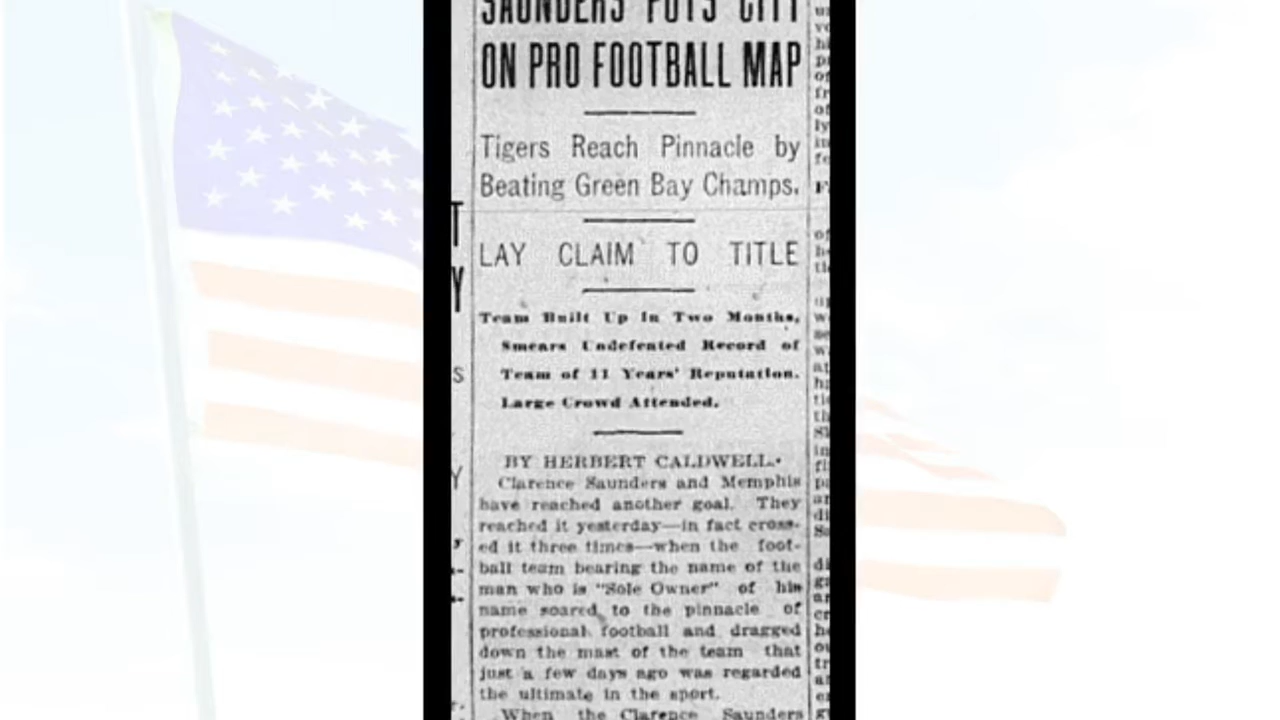 SAUNDERS PUTS CITY
ON PRO FOOTBALL MAP
Tigers Reach Pinnacle by
Beating Green Bay Champs.
LAY CLAIM TO TITLE
Team Built Up In Two Months,
Smears Undefeated Record of
Team of 11 Years' Reputation.
Large Crowd Attended.
BY HERBERT CALDWELL.
Clarence Saunders and Memphis
have reached another goal. They
reached it yesterday—in fact cross-
ed it three times—when the foot-
ball team bearing the name of the
man who is "Sole Owner" of his
name soared to the pinnacle of
professional football and dragged
down the mast of the team that
just a few days ago was regarded
the ultimate in the sport.
When the Clarence Saunders